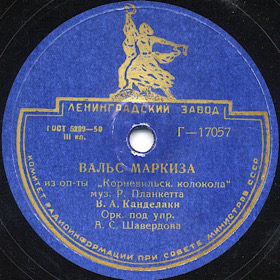 ЛЕНИНГРАДСКИЙ ЗАВОД
ГОСТ 5289-50
III кл.
Г—17057
ВАЛЬС МАРКИЗА
из оп-ты „Корневильск. колокола"
муз. Р. Планкетта
В. А. Канделаки
Орк. под упр.
А. С. Шавердова
КОМИТЕТ РАДИОИНФОРМАЦИИ ПРИ СОВЕТЕ МИНИСТРОВ СССР